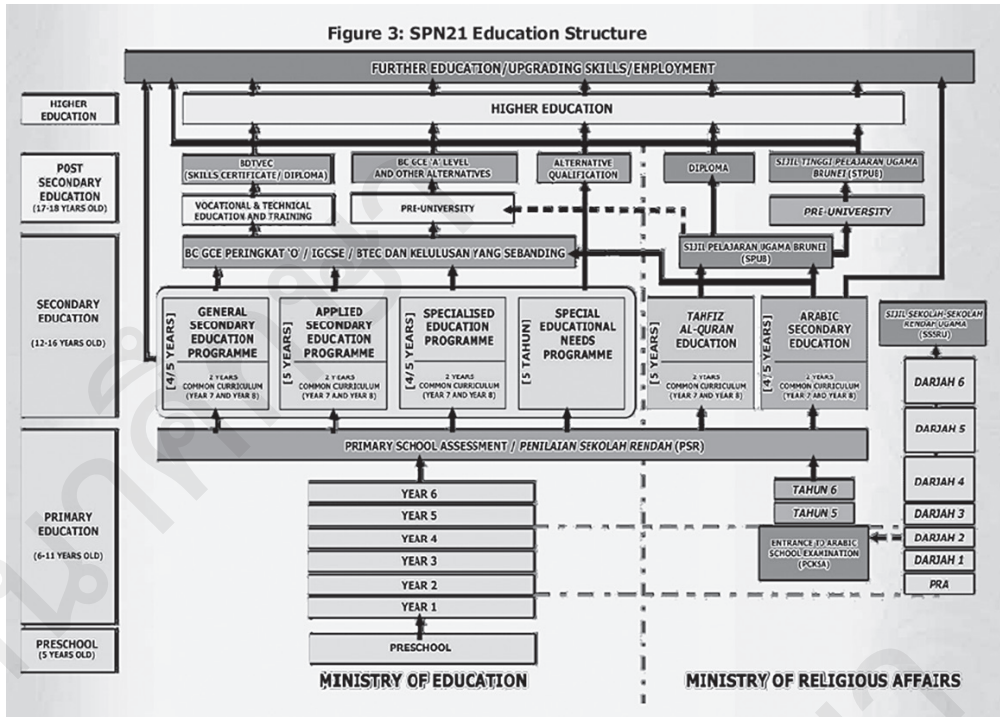 Figure 3: SPN21 Education Structure
FURTHER EDUCATION/UPGRADING SKILLS/EMPLOYMENT
HIGHER
EDUCATION
HIGHER EDUCATION
POST
SECONDARY
EDUCATION
(17-18 YEARS OLD)
BDTVEC
(SKILLS CERTIFICATE/ DIPLOMA)
BC GCE 'A' LEVEL
AND OTHER ALTERNATIVES
ALTERNATIVE
QUALIFICATION
DIPLOMA
SIJIL TINGGI PELAJARAN UGAMA
BRUNEI (STPUB)
VOCATIONAL & TECHNICAL
EDUCATION AND TRAINING
PRE-UNIVERSITY
PRE-UNIVERSITY
BC GCE PERINGKAT 'O' / IGCSE / BTEC DAN KELULUSAN YANG SEBANDING
SIJIL PELAJARAN UGAMA BRUNEI
(SPUB)
SECONDARY
EDUCATION
(12-16 YEARS OLD)
[4/5 YEARS]
GENERAL
SECONDARY
EDUCATION
PROGRAMME
2 YEARS
COMMON CURRICULUM
(YEAR 7 AND YEAR 8)
[5 YEARS]
APPLIED
SECONDARY
EDUCATION
PROGRAMME
2 YEARS
COMMON CURRICULUM
(YEAR 7 AND YEAR 8)
[4/5 YEARS]
SPECIALISED
EDUCATION
PROGRAMME
2 YEARS
COMMON CURRICULUM
(YEAR 7 AND YEAR 8)
[5 TAHUN]
SPECIAL
EDUCATIONAL
NEEDS
PROGRAMME
[5 YEARS]
TAHFIZ
AL-QURAN
EDUCATION
2 YEARS
COMMON CURRICULUM
(YEAR 7 AND YEAR 8)
[4/5 YEARS]
ARABIC
SECONDARY
EDUCATION
2 YEARS
COMMON CURRICULUM
(YEAR 7 AND YEAR 8)
SIJIL SEKOLAH-SEKOLAH
RENDAH UGAMA
(SSSRU)
DARJAH 6
DARJAH 5
DARJAH 4
DARJAH 3
DARJAH 2
DARJAH 1
PRA
PRIMARY SCHOOL ASSESSMENT / PENILAIAN SEKOLAH RENDAH (PSR)
PRIMARY
EDUCATION
(6-11 YEARS OLD)
YEAR 6
YEAR 5
YEAR 4
YEAR 3
YEAR 2
YEAR 1
TAHUN 6
TAHUN 5
ENTRANCE TO ARABIC
SCHOOL EXAMINATION
(PCKSA)
PRESCHOOL
(5 YEARS OLD)
PRESCHOOL
MINISTRY OF EDUCATION
MINISTRY OF RELIGIOUS AFFAIRS